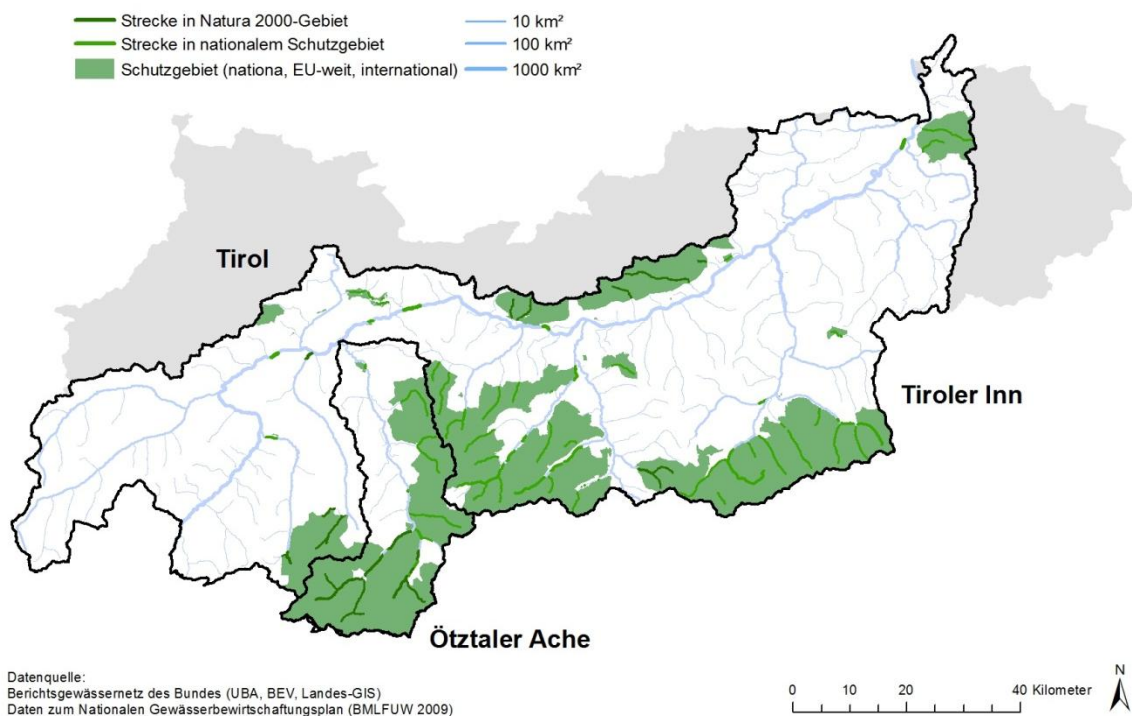 Strecke in Natura 2000-Gebiet
10 km²
Strecke in nationalem Schutzgebiet
100 km²
Schutzgebiet (nationa, EU-weit, international)
1000 km²
Tirol
Tiroler Inn
Ötztaler Ache
Datenquelle:
Berichtsgewässernetz des Bundes (UBA, BEV, Landes-GIS)
Daten zum Nationalen Gewässerbewirtschaftungsplan (BMLFUW 2009)
0 10 20 40 Kilometer
N